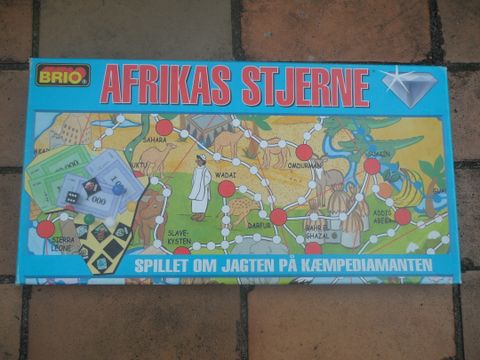 BRIO®
AFRIKAS STJERNE
SAHARA
OMDURMAN
WADAI
DARFUR
BAHR EL
GHAZAL
ADDIS
ABEBA
SLAVE-
KYSTEN
SIERRA
LEONE
1000
SPILLET OM JAGTEN PÅ KÆMPEDIAMANTEN